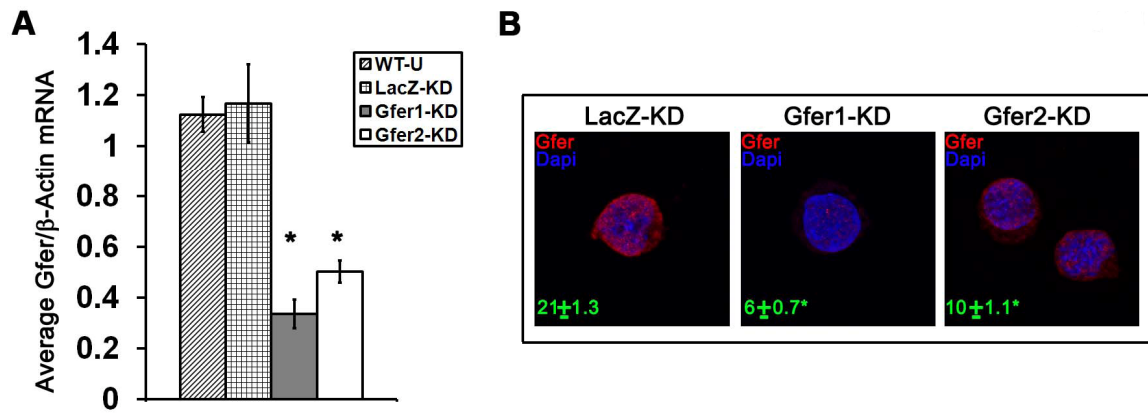 A
Average Gfer/β-Actin mRNA
1.4
1.2
1
0.8
0.6
0.4
0.2
0
* *
WT-U
LacZ-KD
Gfer1-KD
Gfer2-KD
B
LacZ-KD
Gfer
Dapi
21±1.3
Gfer1-KD
Gfer
Dapi
6±0.7*
Gfer2-KD
Gfer
Dapi
10±1.1*